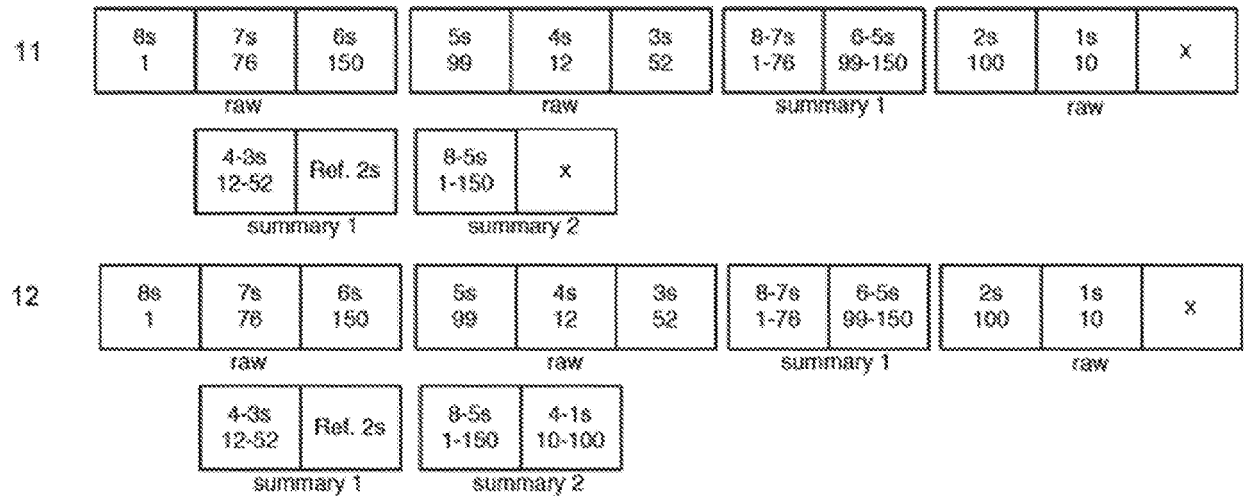 11
8s 7s 6s 5s 4s 3s 8-7s 6-5s 2s 1s x
1 76 150 99 12 52 1-76 99-150 100 10
raw raw summary 1 raw
4-3s Ref. 2s 8-5s x
12-52 1-150
summary 1 summary 2
12
8s 7s 6s 5s 4s 3s 8-7s 6-5s 2s 1s x
1 76 150 99 12 52 1-76 99-150 100 10
raw raw summary 1 raw
4-3s Ref. 2s 8-5s 4-1s
12-52 1-150 10-100
summary 1 summary 2